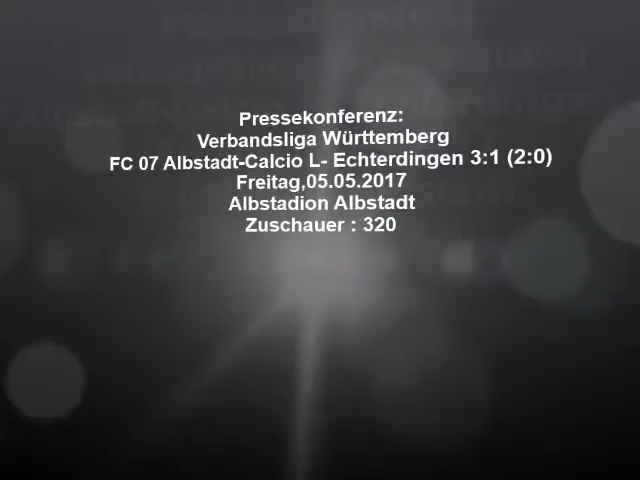 Pressekonferenz:
Verbandsliga Württemberg
FC 07 Albstadt-Calcio L- Echterdingen 3:1 (2:0)
Freitag,05.05.2017
Albstadion Albstadt
Zuschauer : 320